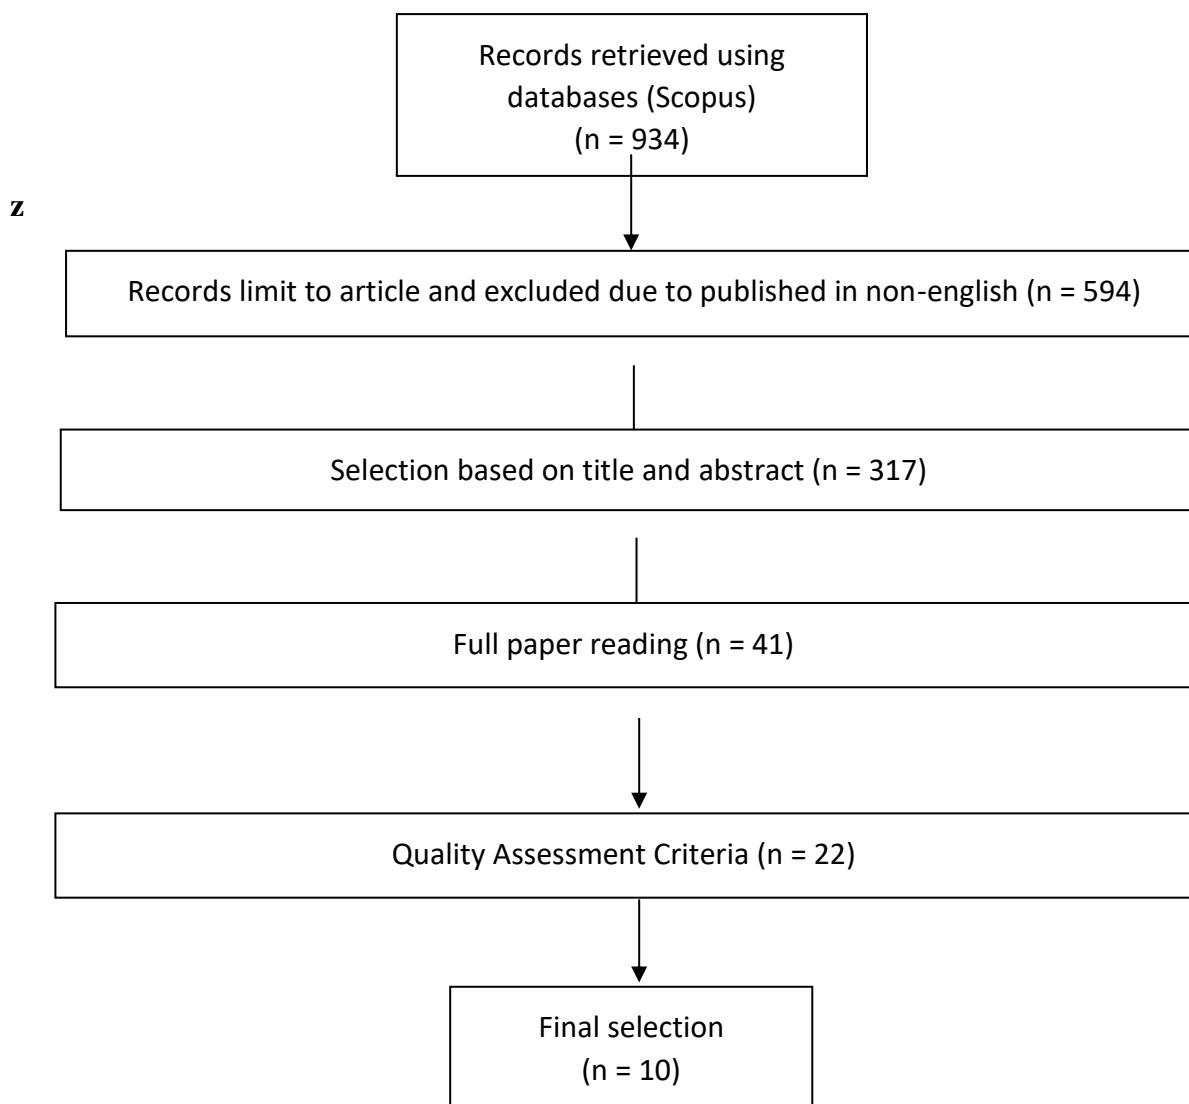 Records retrieved using
databases (Scopus)
(n = 934)
z
Records limit to article and excluded due to published in non-english (n = 594)
Selection based on title and abstract (n = 317)
Full paper reading (n = 41)
Quality Assessment Criteria (n = 22)
Final selection
(n = 10)